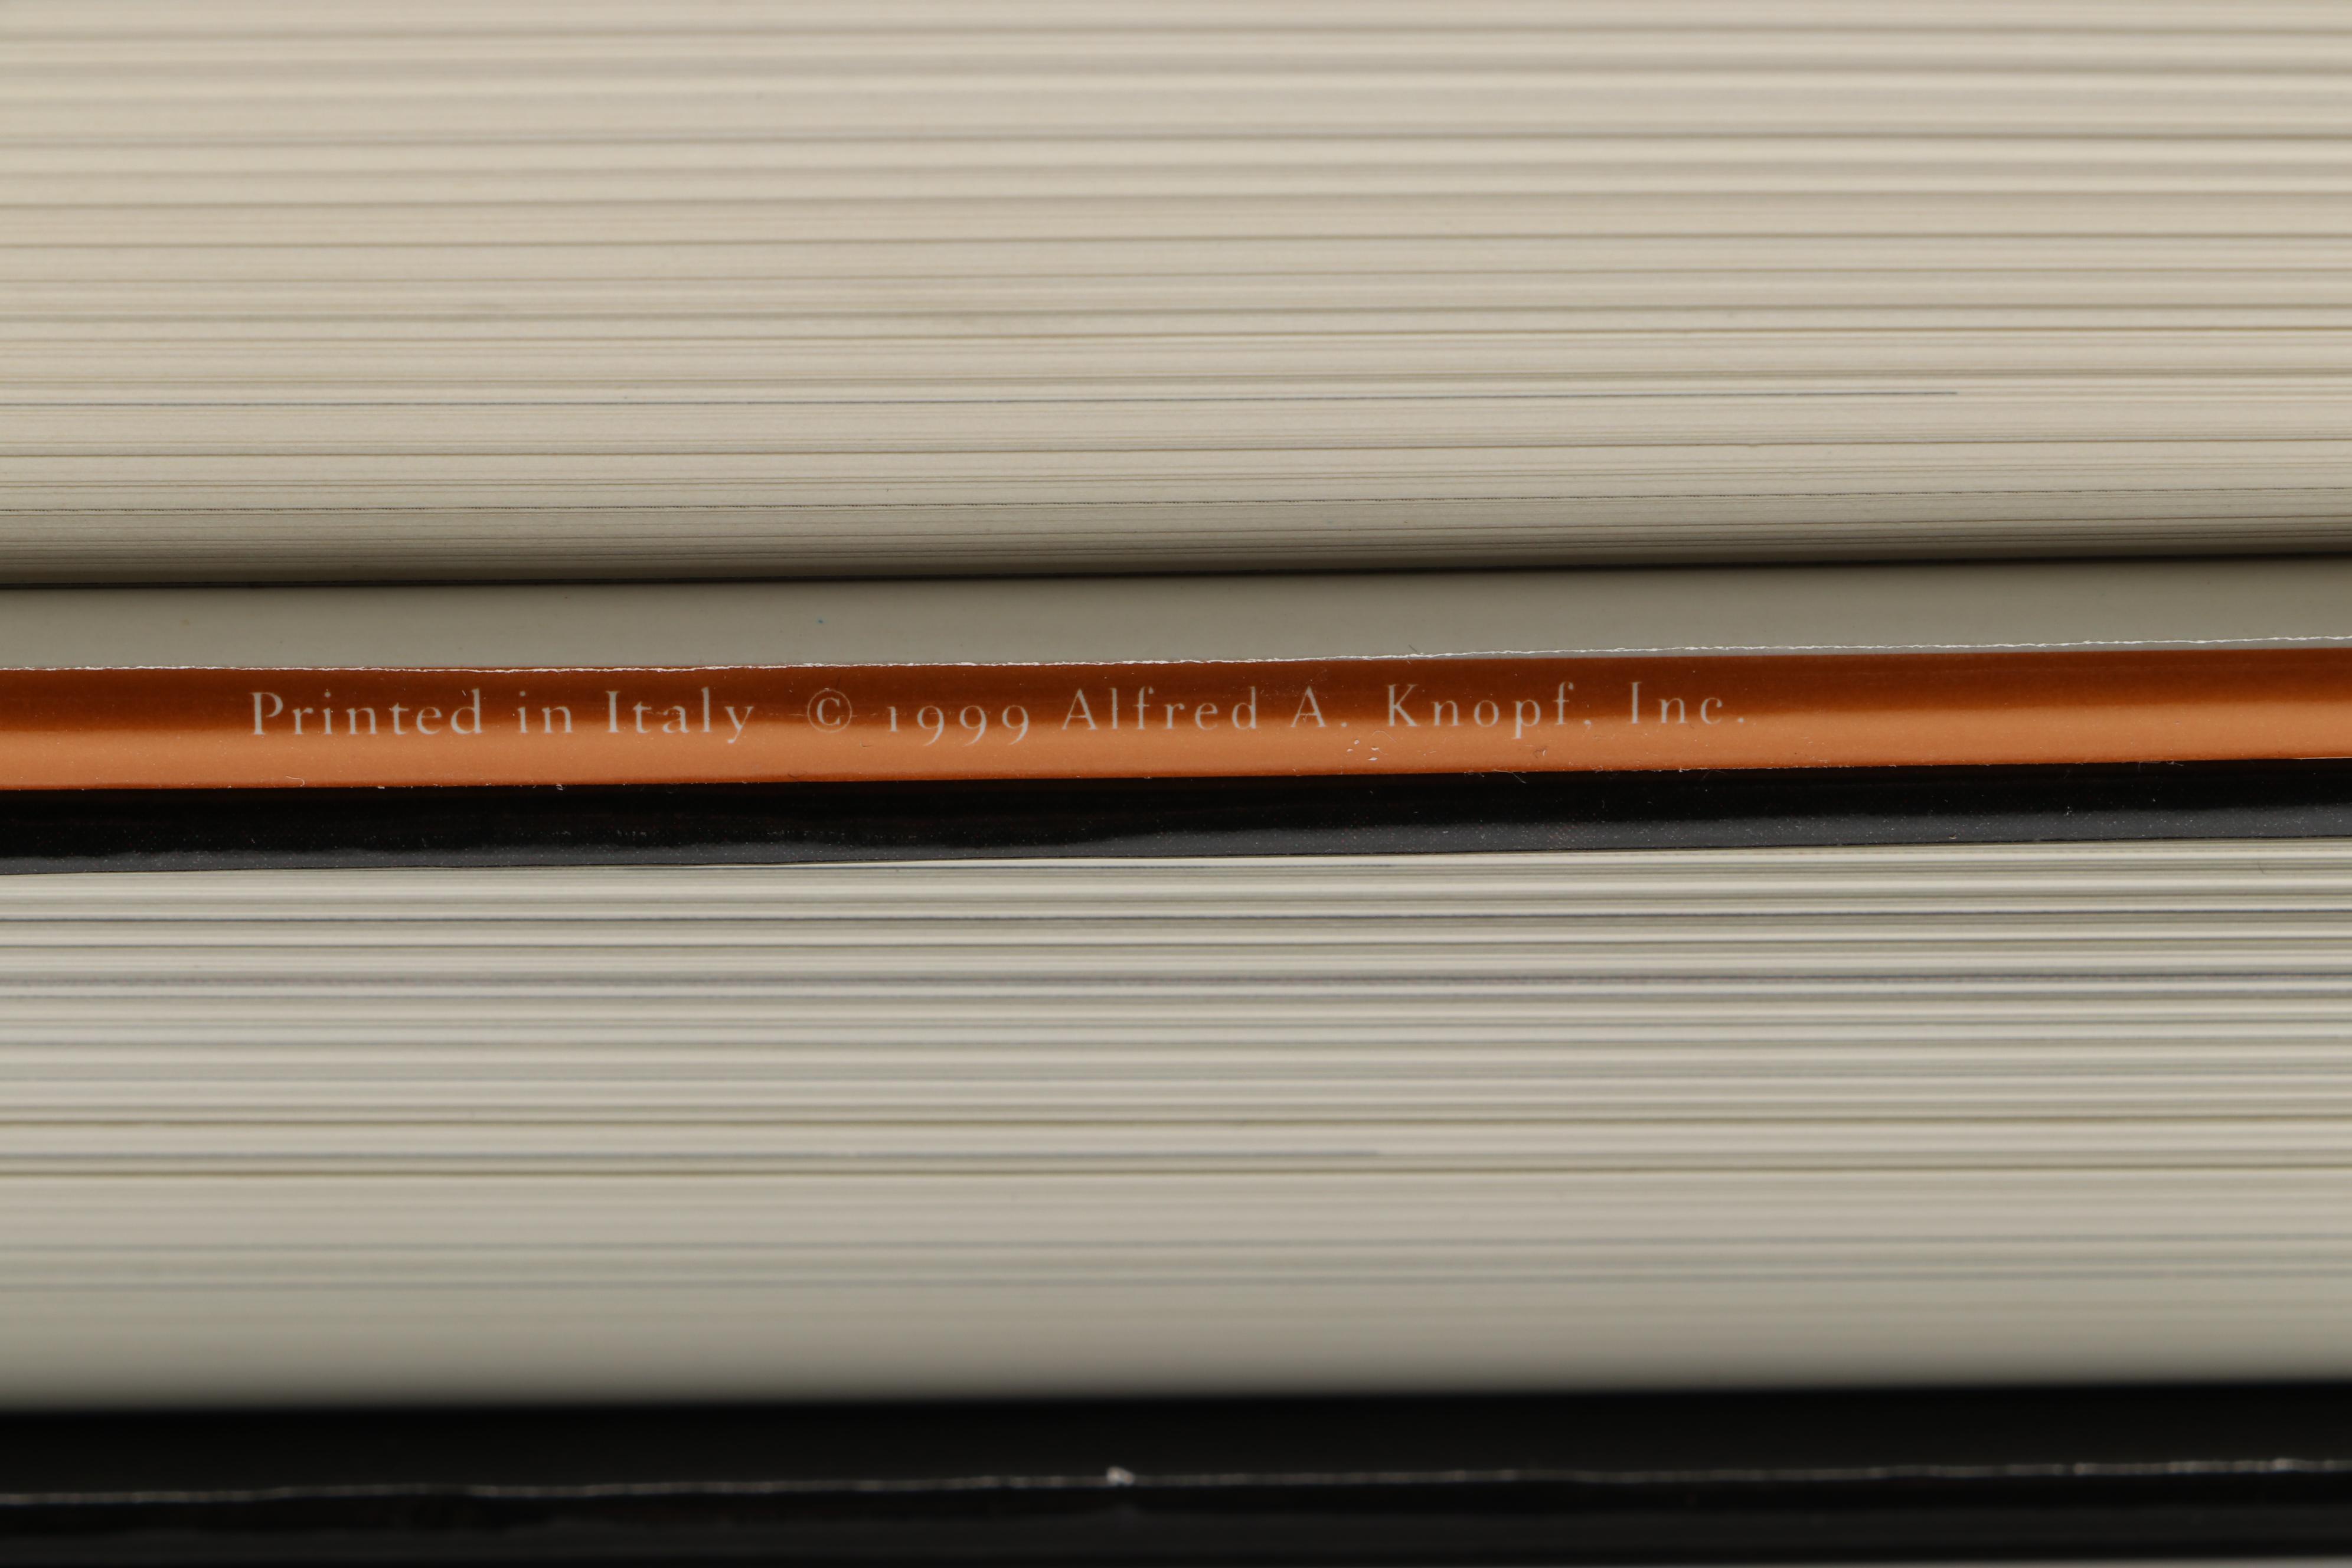 Printed in Italy © 1999 Alfred A. Knopf, Inc.